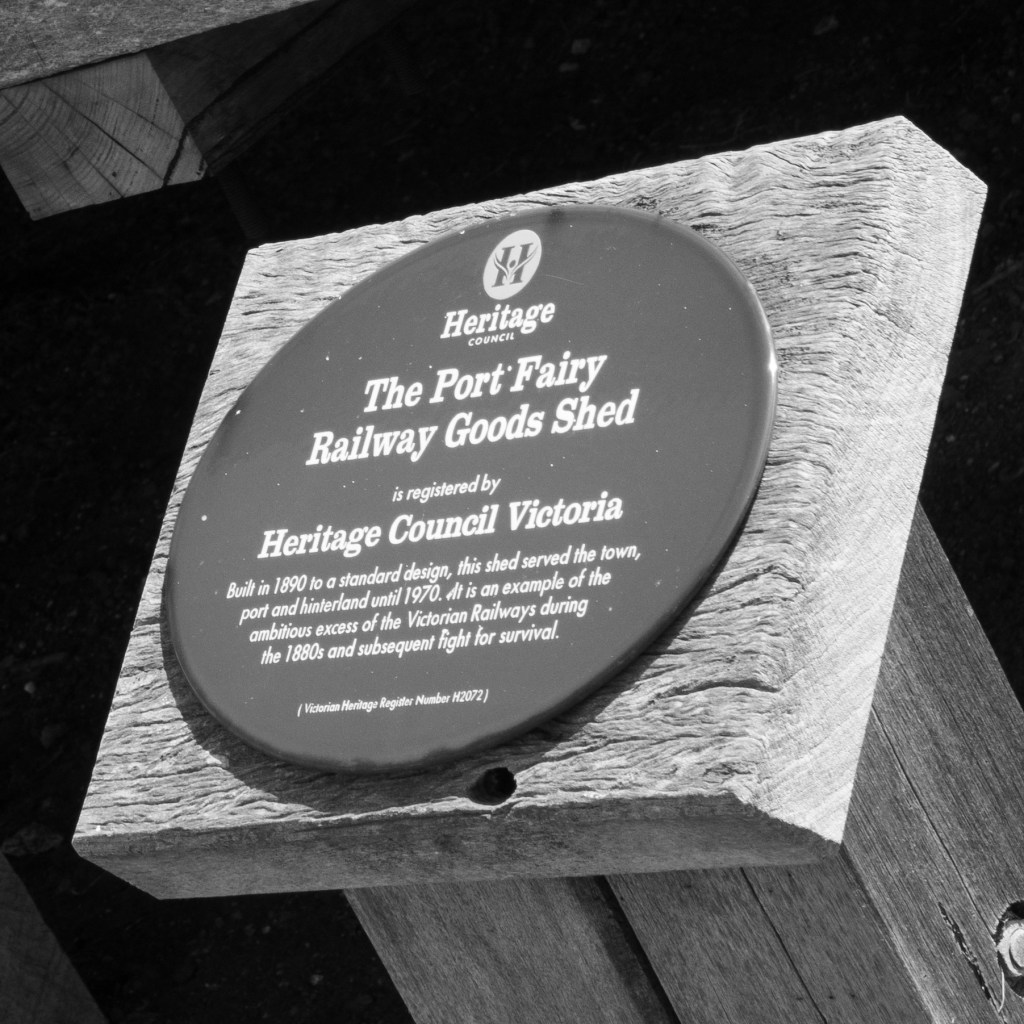 H
Heritage
COUNCIL
The Port Fairy
Railway Goods Shed
is registered by
Heritage Council Victoria
Built in 1890 to a standard design, this shed served the town,
port and hinterland until 1970. It is an example of the
ambitious excess of the Victorian Railways during
the 1880s and subsequent fight for survival.
( Victorian Heritage Register Number H2072 )